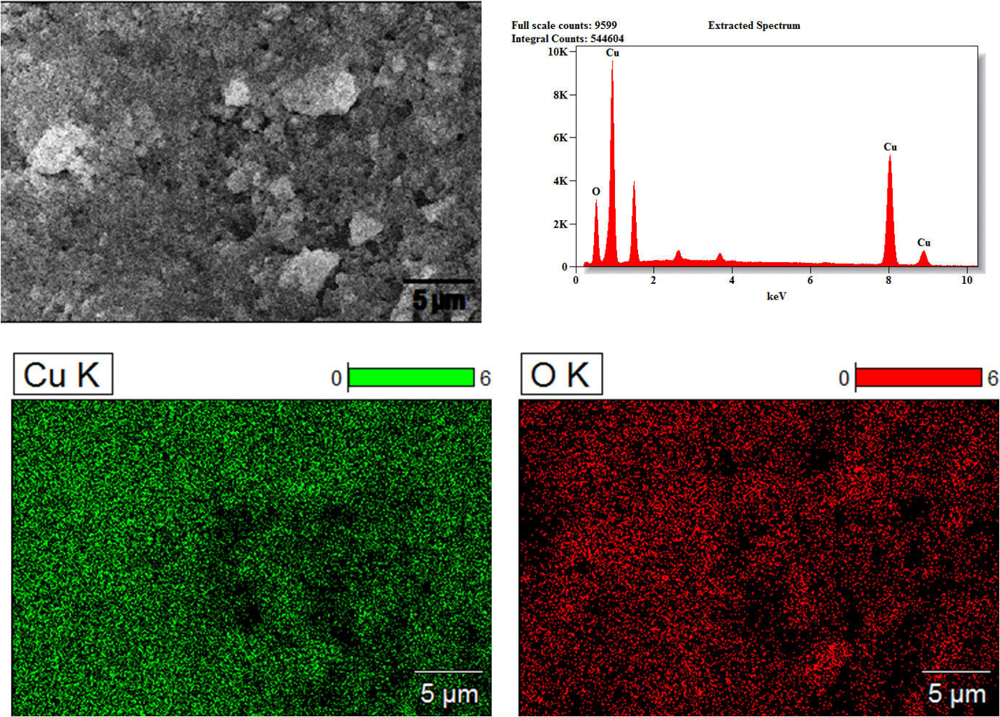 5 µm
Full scale counts: 9599
Extracted Spectrum
Integral Counts: 544604
10K
Cu
8K
6K
Cu
4K
O
2K
Cu
0
0 2 4 6 8 10
keV
Cu K
0 6
5 µm
O K
0 6
5 µm